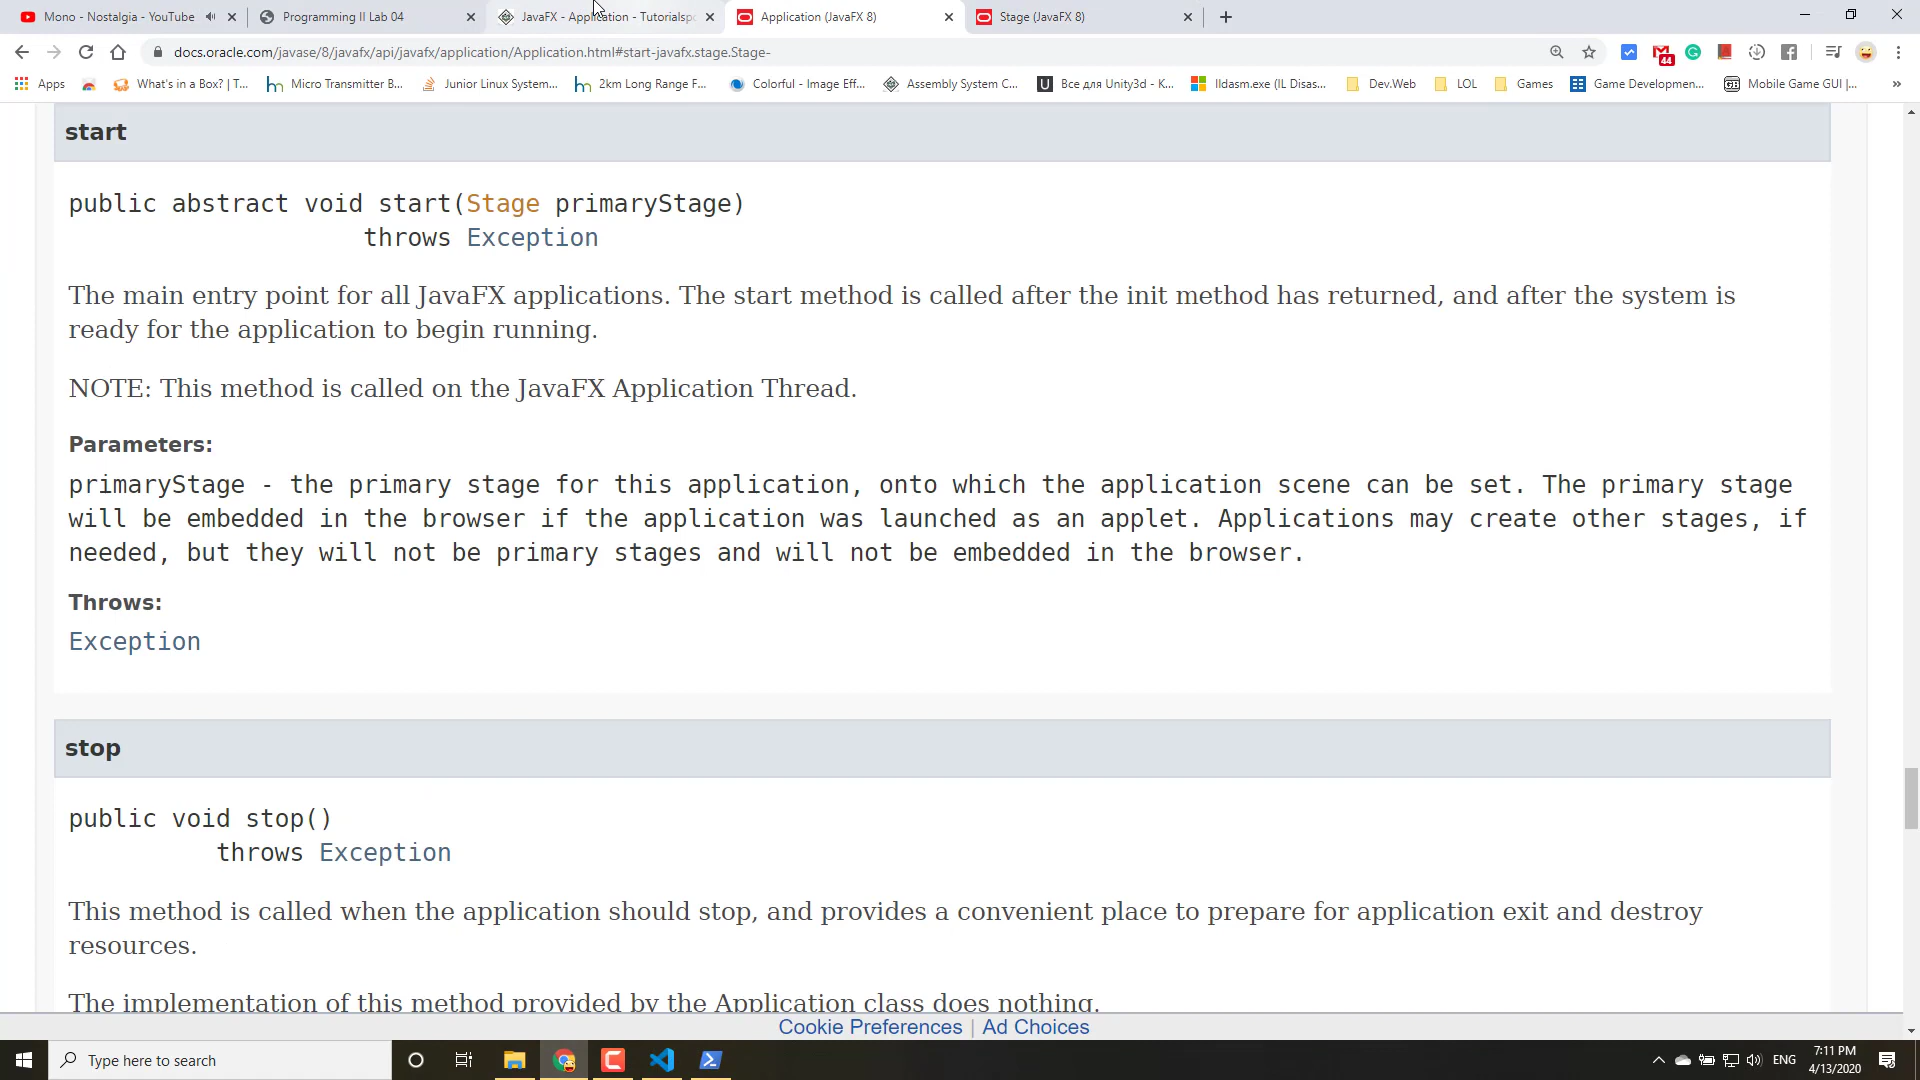 Mono - Nostalgia - YouTube
Programming II Lab 04
JavaFX - Application - Tutorialspo
Application (JavaFX 8)
Stage (JavaFX 8)
docs.oracle.com/javase/8/javafx/api/javafx/application/Application.html#start-javafx.stage.Stage-
44
Apps
What's in a Box? | T...
Micro Transmitter B...
Junior Linux System...
2km Long Range F...
Colorful - Image Eff...
Assembly System C...
Все для Unity3d - K...
Ildasm.exe (IL Disas...
Dev.Web
LOL
Games
Game Developmen...
Mobile Game GUI |...
»
start
public abstract void start(Stage primaryStage)
throws Exception
The main entry point for all JavaFX applications. The start method is called after the init method has returned, and after the system is
ready for the application to begin running.
NOTE: This method is called on the JavaFX Application Thread.
Parameters:
primaryStage - the primary stage for this application, onto which the application scene can be set. The primary stage
will be embedded in the browser if the application was launched as an applet. Applications may create other stages, if
needed, but they will not be primary stages and will not be embedded in the browser.
Throws:
Exception
stop
public void stop()
throws Exception
This method is called when the application should stop, and provides a convenient place to prepare for application exit and destroy
resources.
The implementation of this method provided by the Application class does nothing.
Cookie Preferences | Ad Choices
Type here to search
ENG
7:11 PM
4/13/2020